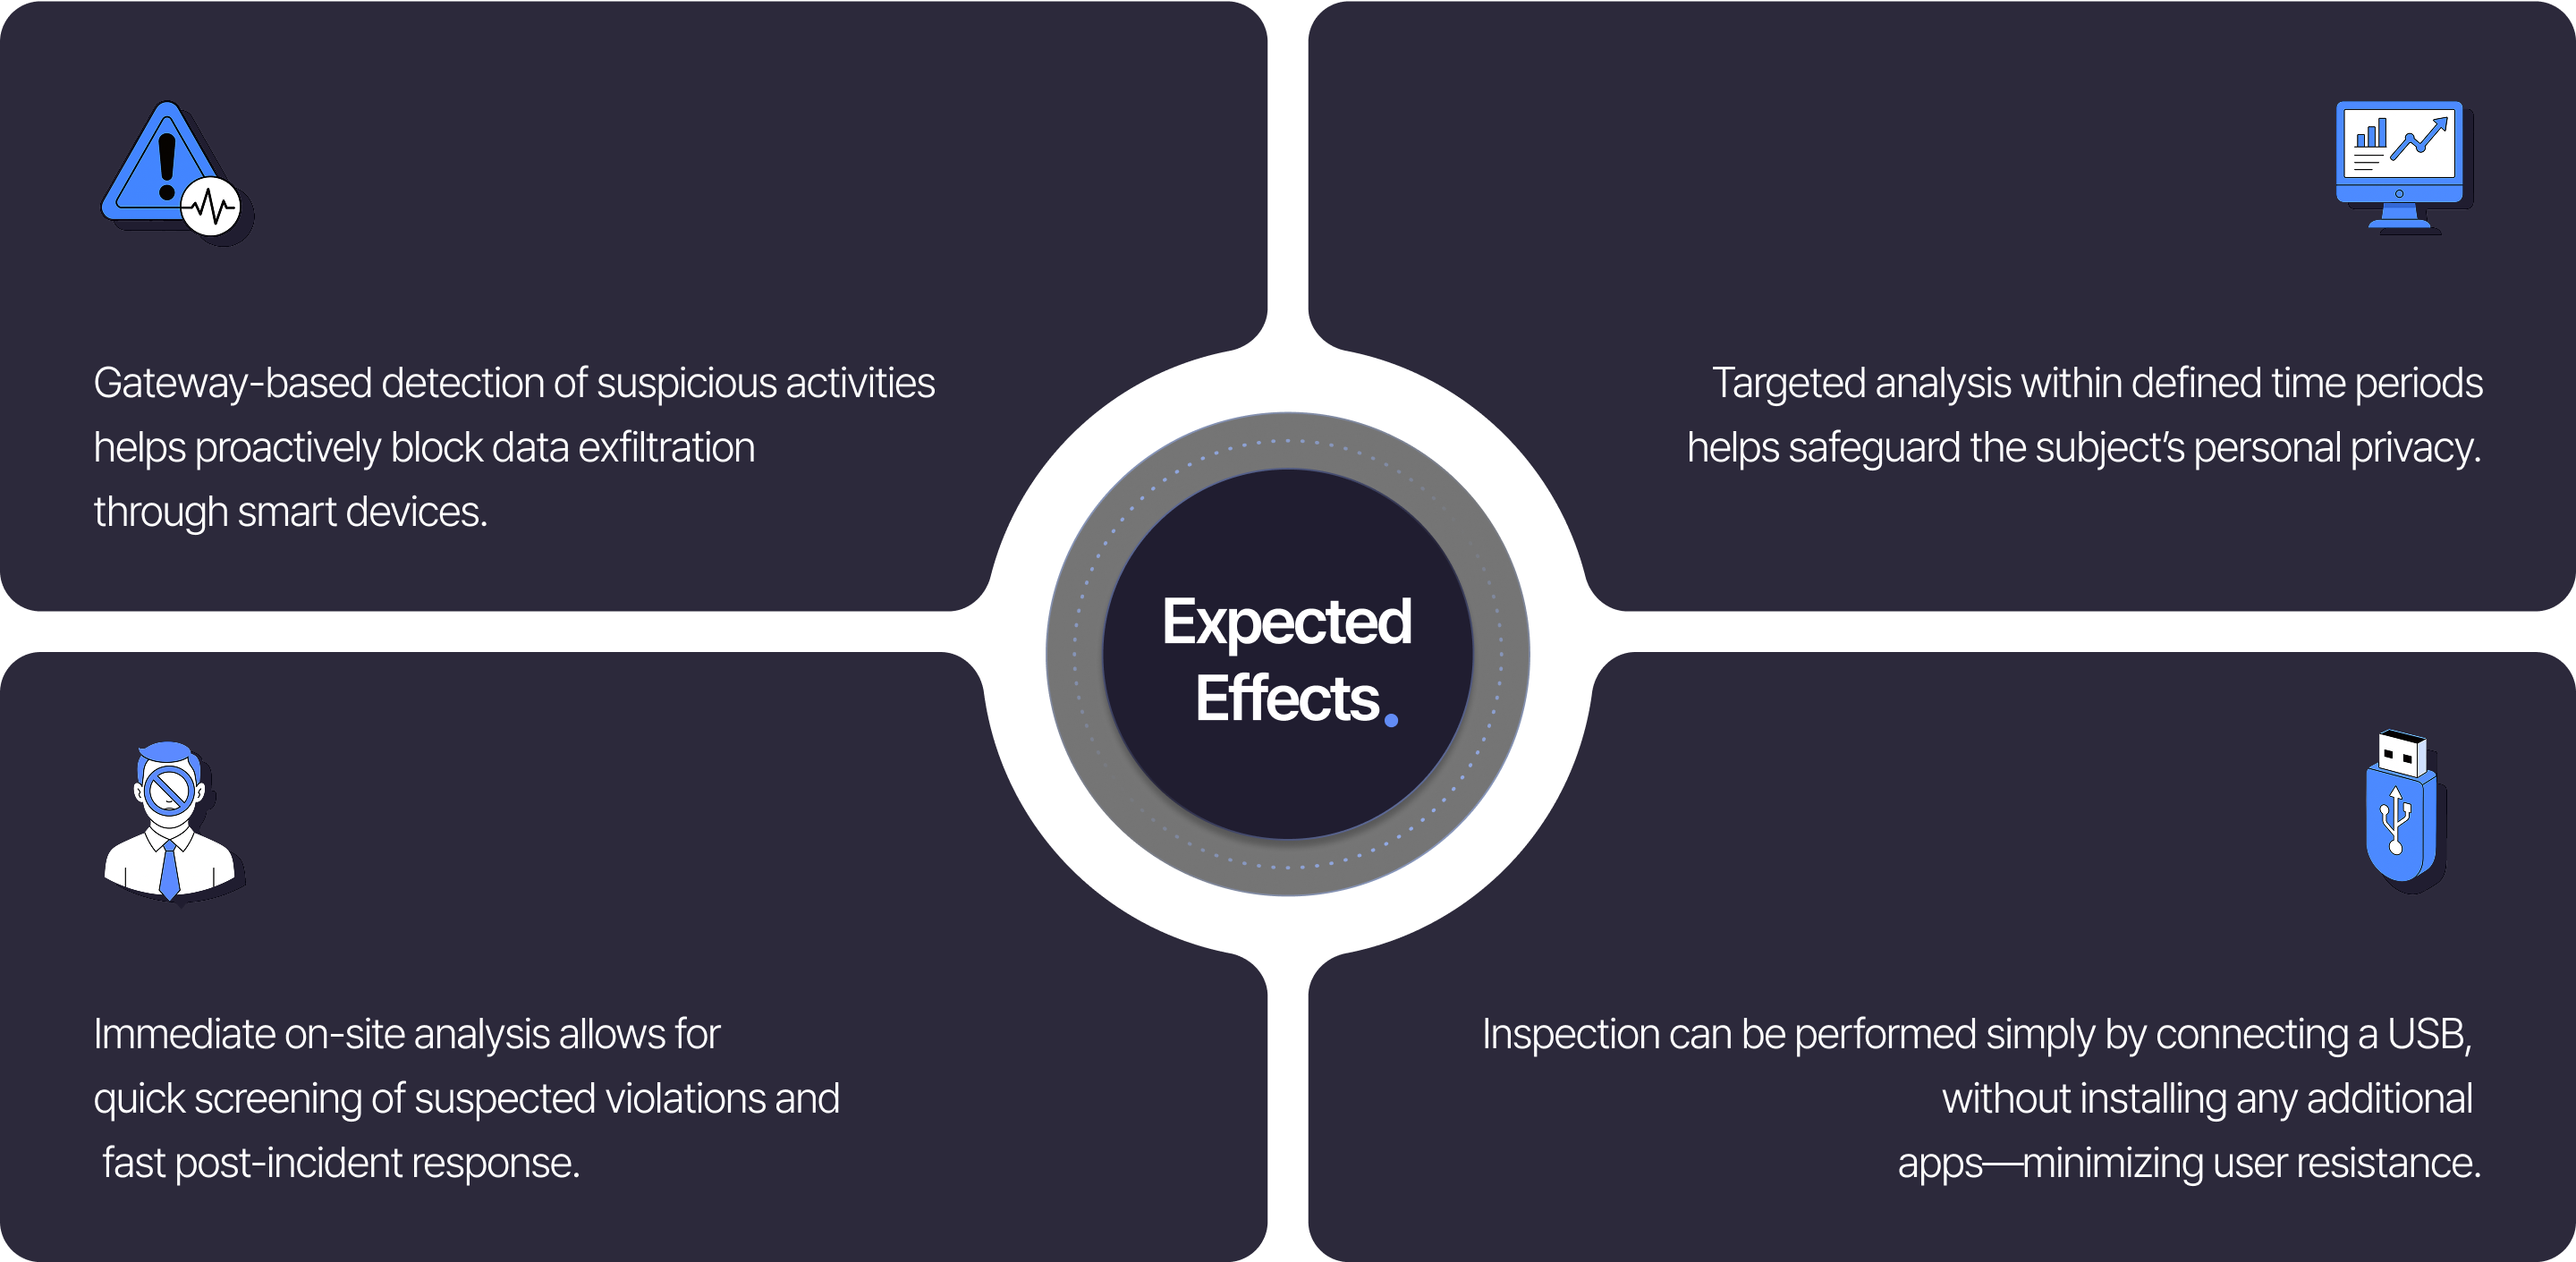 Gateway-based detection of suspicious activities
helps proactively block data exfiltration
through smart devices.
Targeted analysis within defined time periods
helps safeguard the subject’s personal privacy.
Expected
Effects.
Immediate on-site analysis allows for
quick screening of suspected violations and
fast post-incident response.
Inspection can be performed simply by connecting a USB,
without installing any additional
apps—minimizing user resistance.